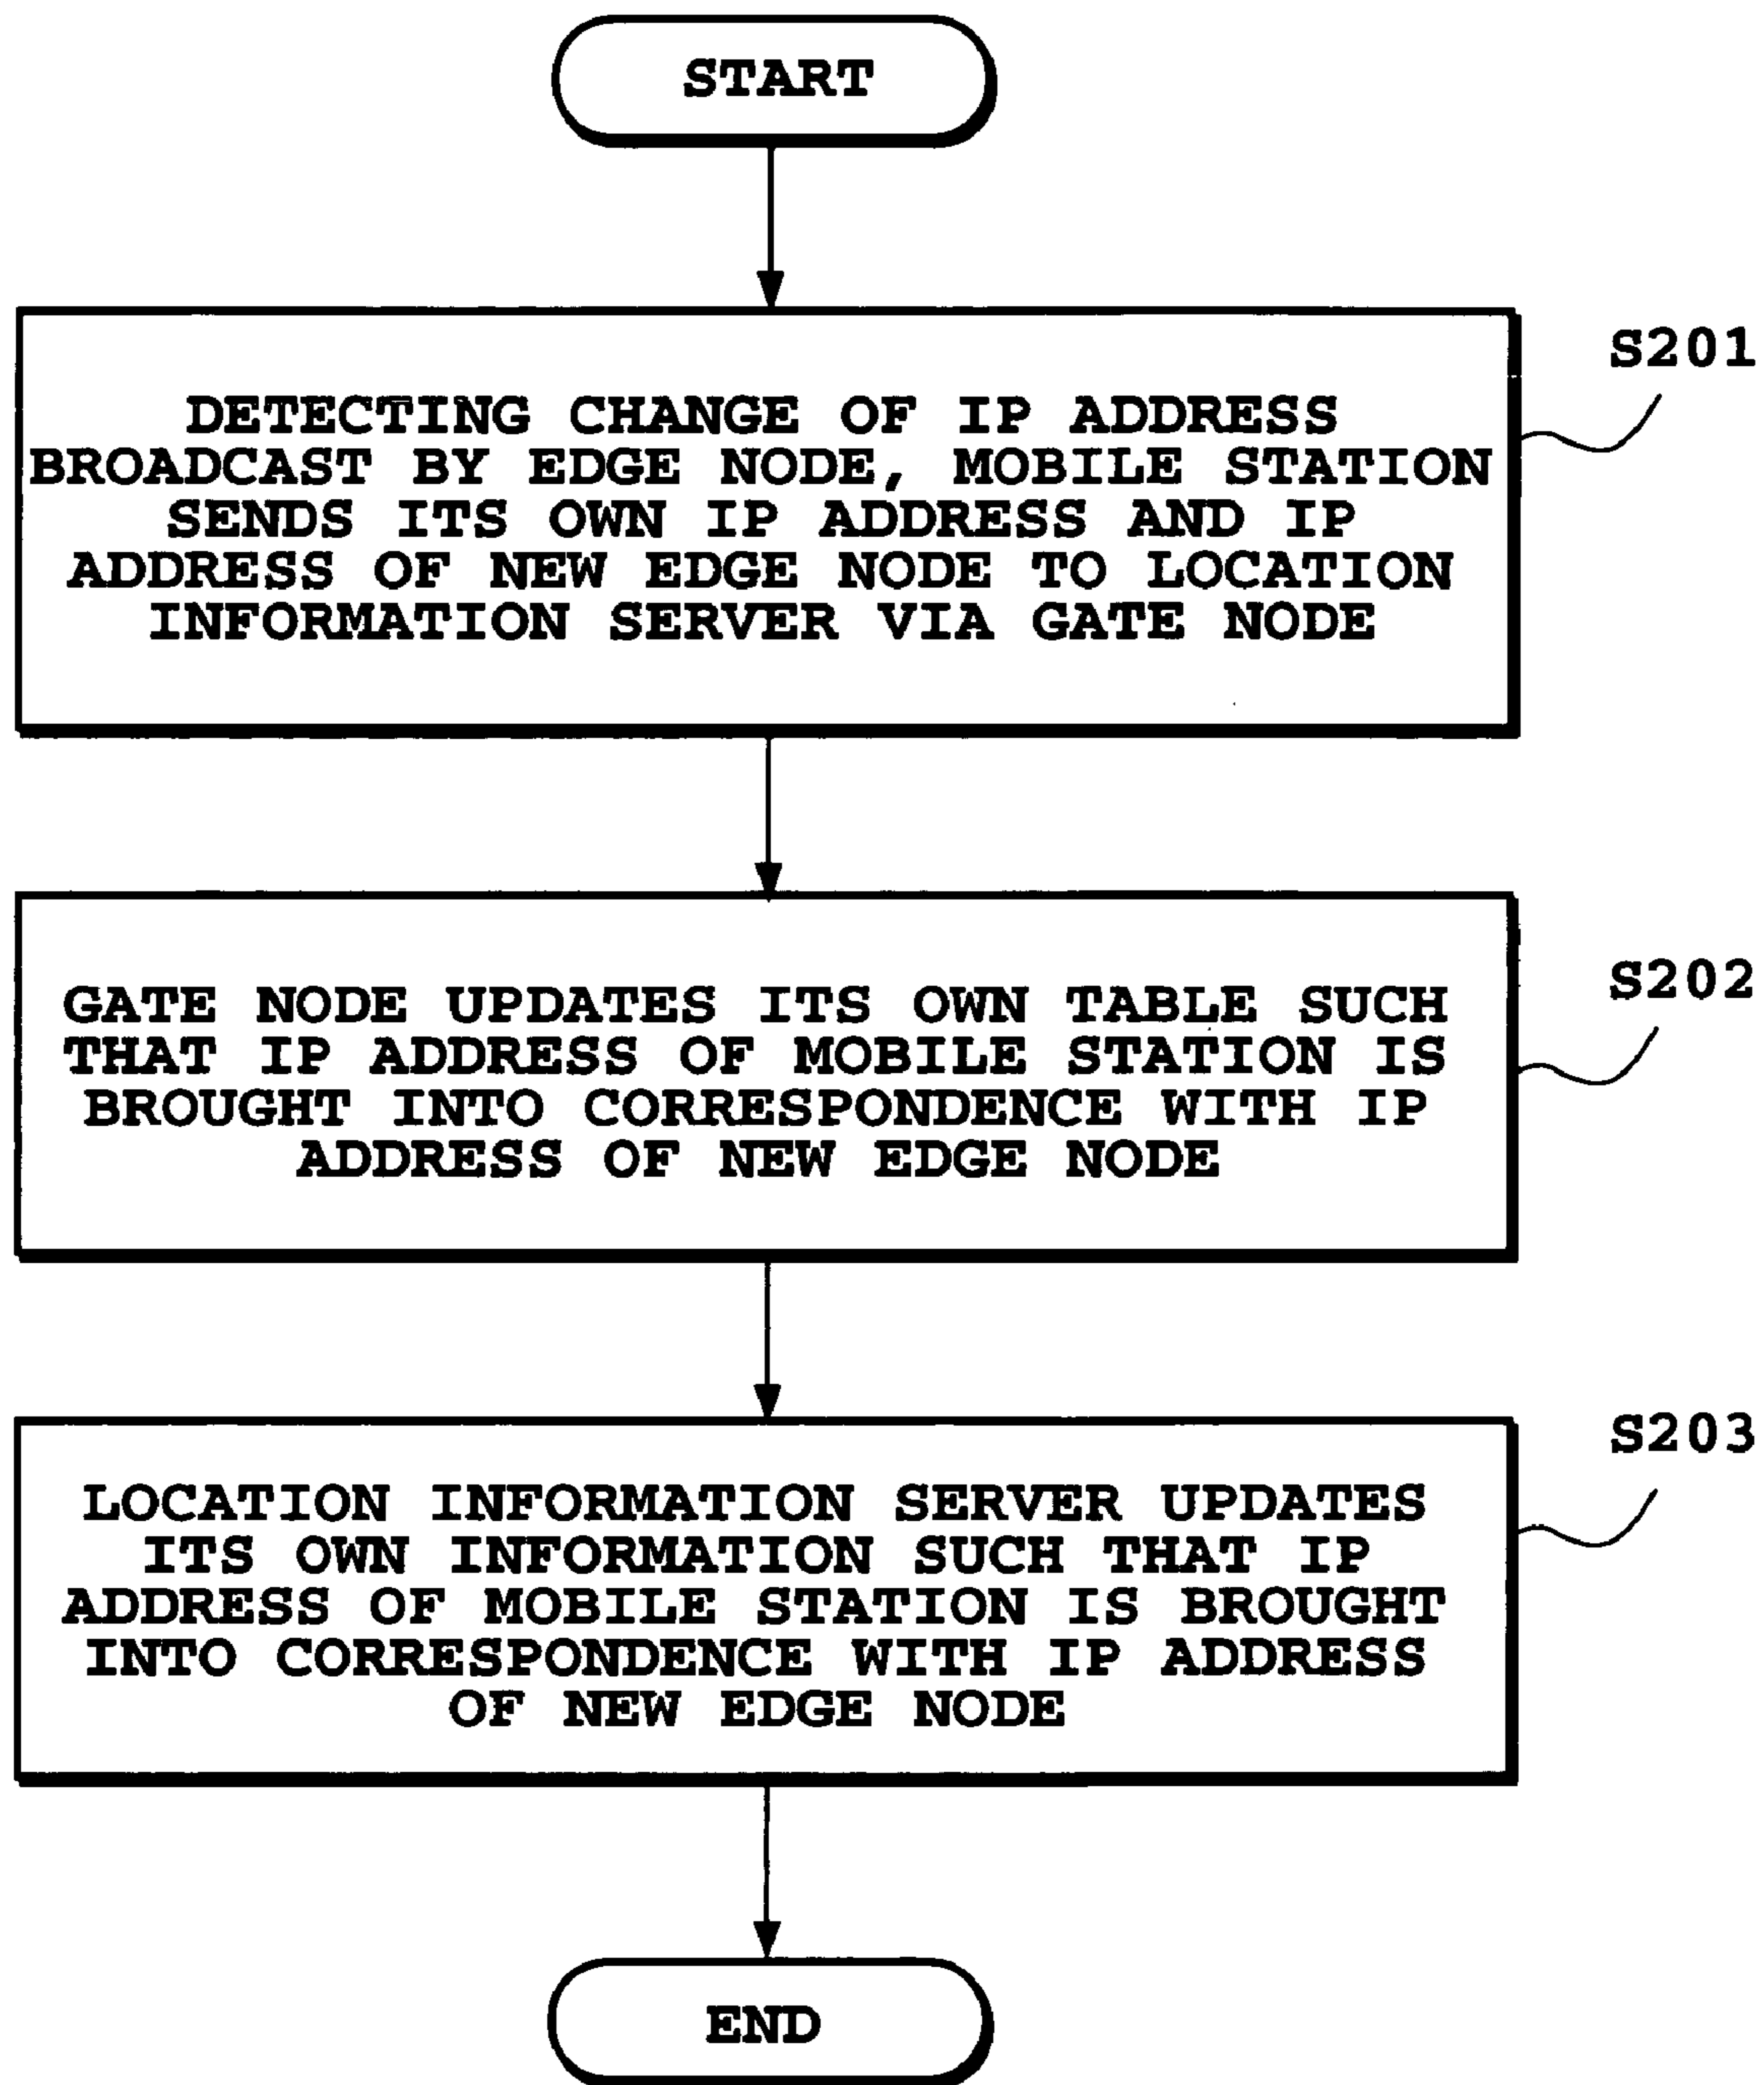 START
S201
DETECTING CHANGE OF IP ADDRESS
BROADCAST BY EDGE NODE, MOBILE STATION
SENDS ITS OWN IP ADDRESS AND IP
ADDRESS OF NEW EDGE NODE TO LOCATION
INFORMATION SERVER VIA GATE NODE
S202
GATE NODE UPDATES ITS OWN TABLE SUCH
THAT IP ADDRESS OF MOBILE STATION IS
BROUGHT INTO CORRESPONDENCE WITH IP
ADDRESS OF NEW EDGE NODE
S203
LOCATION INFORMATION SERVER UPDATES
ITS OWN INFORMATION SUCH THAT IP
ADDRESS OF MOBILE STATION IS BROUGHT
INTO CORRESPONDENCE WITH IP ADDRESS
OF NEW EDGE NODE
END